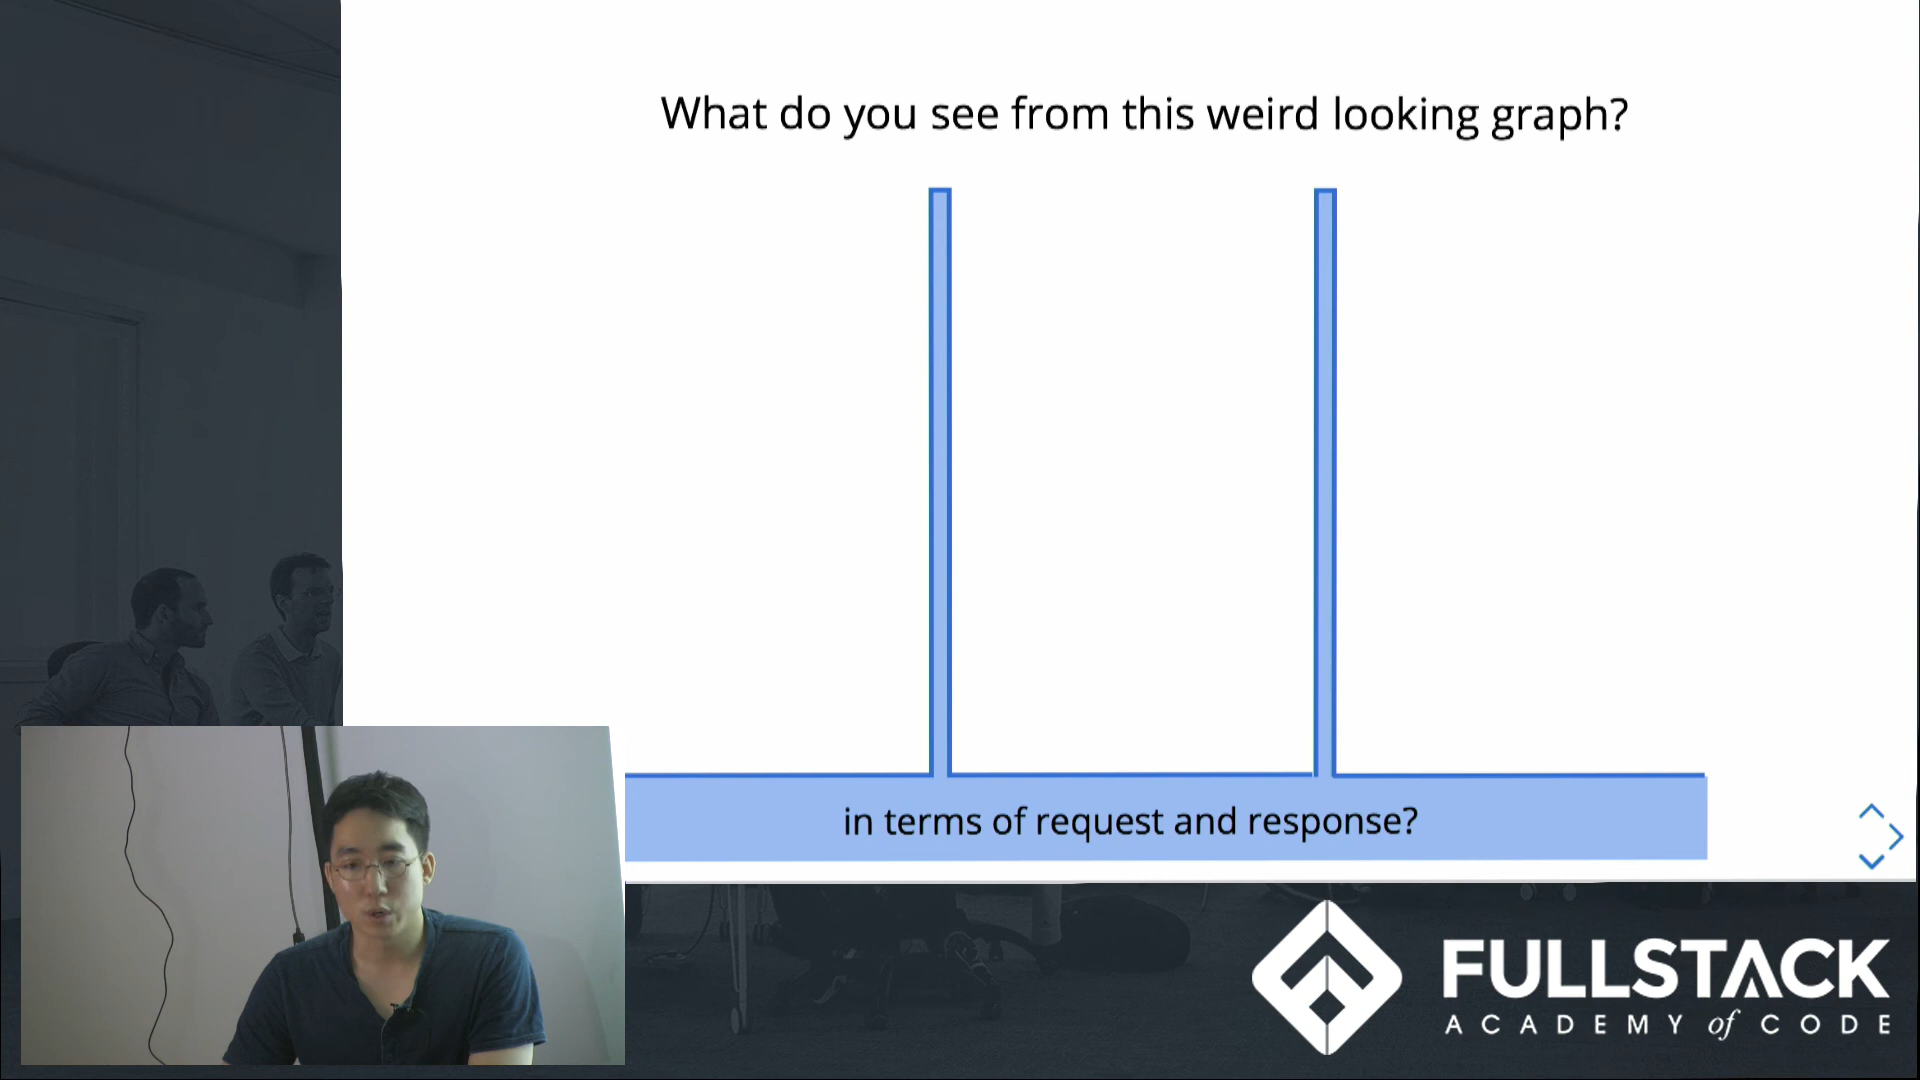 What do you see from this weird looking graph?
in terms of request and response?
FULLSTACK
ACADEMY of CODE